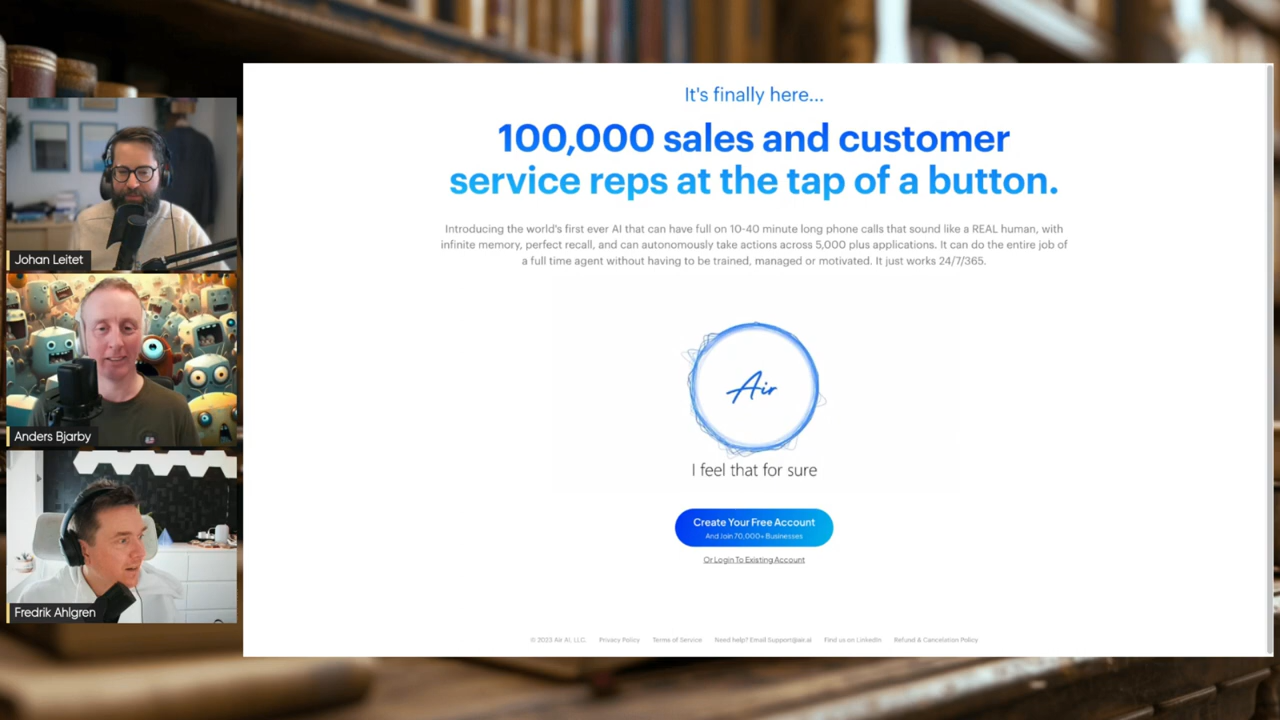 Johan Leitet
Anders Bjarby
Fredrik Ahlgren
It's finally here...
100,000 sales and customer
service reps at the tap of a button.
Introducing the world's first ever AI that can have full on 10-40 minute long phone calls that sound like a REAL human, with
infinite memory, perfect recall, and can autonomously take actions across 5,000 plus applications. It can do the entire job of
a full time agent without having to be trained, managed or motivated. It just works 24/7/365.
Air
I feel that for sure
Create Your Free Account
And Join 70,000+ Businesses
Or Login To Existing Account
© 2023 Air AI, LLC. Privacy Policy Terms of Service Need help? Email Support@air.ai Find us on LinkedIn Refund & Cancelation Policy